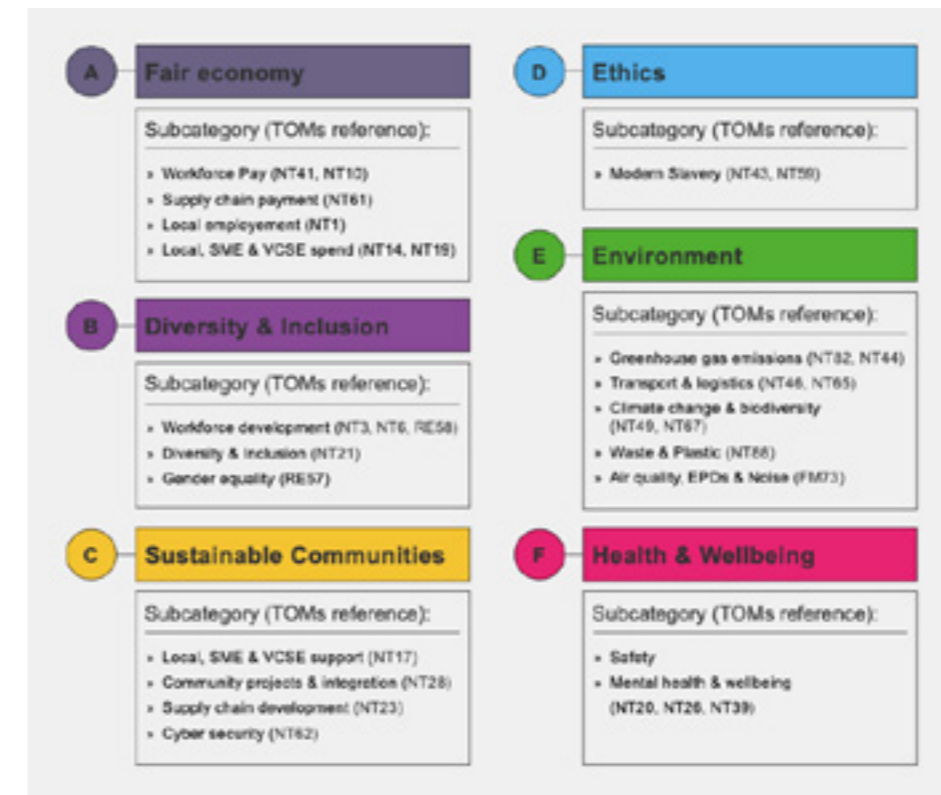 A
Fair economy
Subcategory (TOMs reference):
» Workforce Pay (NT41, NT10)
» Supply chain payment (NT61)
» Local employement (NT1)
» Local, SME & VCSE spend (NT14, NT19)
B
Diversity & Inclusion
Subcategory (TOMs reference):
» Workforce development (NT3, NT6, RE58)
» Diversity & Inclusion (NT21)
» Gender equality (RE57)
C
Sustainable Communities
Subcategory (TOMs reference):
» Local, SME & VCSE support (NT17)
» Community projects & integration (NT28)
» Supply chain development (NT23)
» Cyber security (NT62)
D
Ethics
Subcategory (TOMs reference):
» Modern Slavery (NT43, NT59)
E
Environment
Subcategory (TOMs reference):
» Greenhouse gas emissions (NT82, NT44)
» Transport & logistics (NT46, NT65)
» Climate change & biodiversity
(NT49, NT67)
» Waste & Plastic (NT88)
» Air quality, EPDs & Noise (FM73)
F
Health & Wellbeing
Subcategory (TOMs reference):
» Safety
» Mental health & wellbeing
(NT20, NT26, NT39)